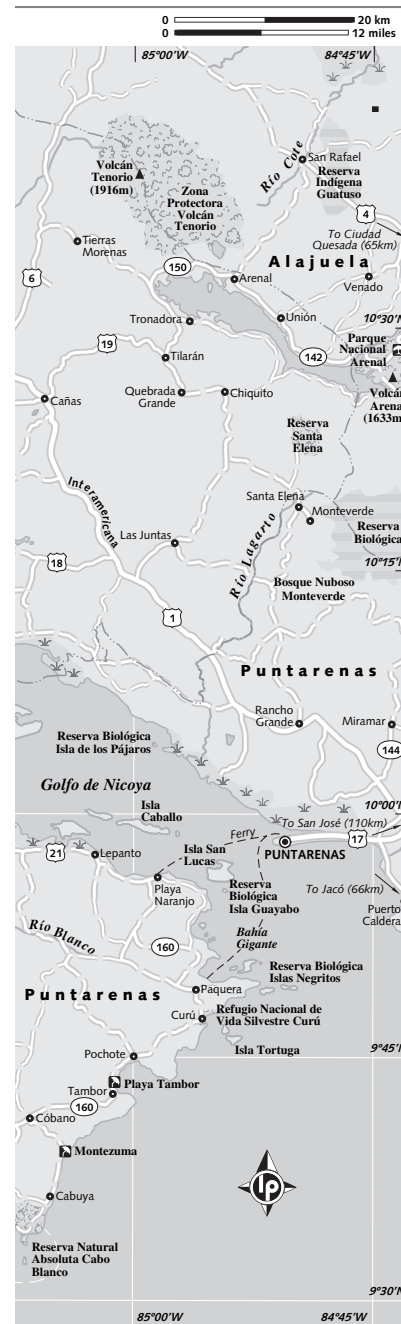 0 20 km
0 12 miles
85°00'W 84°45'W
Río Cote
San Rafael
Volcán
Tenorio
(1916m)
Reserva
Indígena
Guatuso
Zona
Protectora
Volcán
Tenorio
4
To Ciudad
Quesada (65km)
Tierras
Morenas
Alajuela
150
6
Arenal
Venado
10°30'N
Tronadora
Unión
Parque
Nacional
Arenal
19
142
Tilarán
Volcán
Arenal
(1633m)
Quebrada
Grande
Chiquito
Cañas
Reserva
Santa
Elena
Interamericana
Santa Elena
Monteverde
Río Lagarto
Reserva
Biológica
Las Juntas
18
10°15'N
Bosque Nuboso
Monteverde
1
Puntarenas
Rancho
Grande
Miramar
Reserva Biológica
Isla de los Pájaros
144
Golfo de Nicoya
10°00'N
Isla
Caballo
To San José (110km)
Ferry
17
21
Lepanto
Isla San
Lucas
PUNTARENAS
Playa
Naranjo
Reserva
Biológica
Isla Guayabo
To Jacó (66km)
Puerto
Caldera
Río Blanco
160
Bahía
Gigante
Reserva Biológica
Islas Negritos
Puntarenas
Paquera
Curú
Refugio Nacional de
Vida Silvestre Curú
Pochote
Isla Tortuga
9°45'N
Playa Tambor
Tambor
160
Cóbano
Montezuma
lp
Cabuya
Reserva Natural
Absoluta Cabo
Blanco
9°30'N
85°00'W 84°45'W